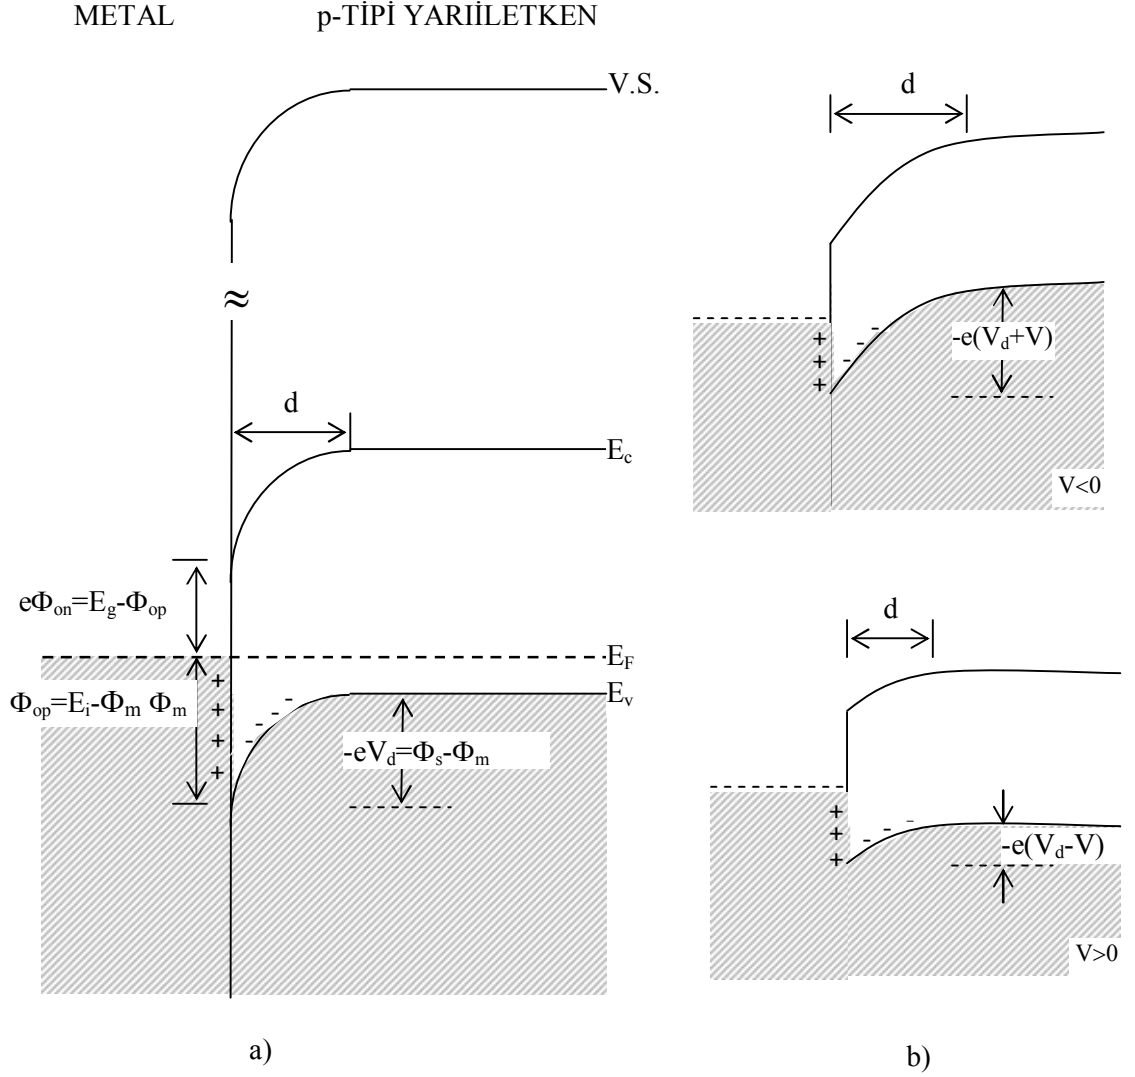 METAL
p-TİPİ YARIİLETKEN
V.S.
≈
d
E_c
eΦ_on=E_g-Φ_op
E_F
Φ_op=E_i-Φ_m Φ_m
E_v
+
+
+
+
- - - -
-eV_d=Φ_s-Φ_m
a)
d
+
+
+
- - -
-e(V_d+V)
V<0
d
+
+
+
- - -
-e(V_d-V)
V>0
b)